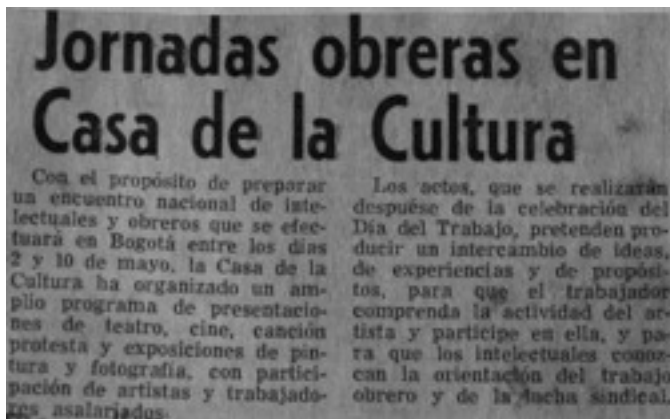 Jornadas obreras en
Casa de la Cultura
Con el propósito de preparar
un encuentro nacional de inte-
lectuales y obreros que se efec-
tuará en Bogotá entre los días
2 y 10 de mayo, la Casa de la
Cultura ha organizado un am-
plio programa de presentacio-
nes de teatro, cine, canción
protesta y exposiciones de pin-
tura y fotografía, con partici-
pación de artistas y trabajado-
res asalariados.
Los actos, que se realizarán
despuése de la celebración del
Día del Trabajo, pretenden pro-
ducir un intercambio de ideas,
de experiencias y de propósi-
tos, para que el trabajador
comprenda la actividad del ar-
tista y participe en ella, y pa-
ra que los intelectuales conoz-
can la orientación del trabajo
obrero y de la lucha sindical.